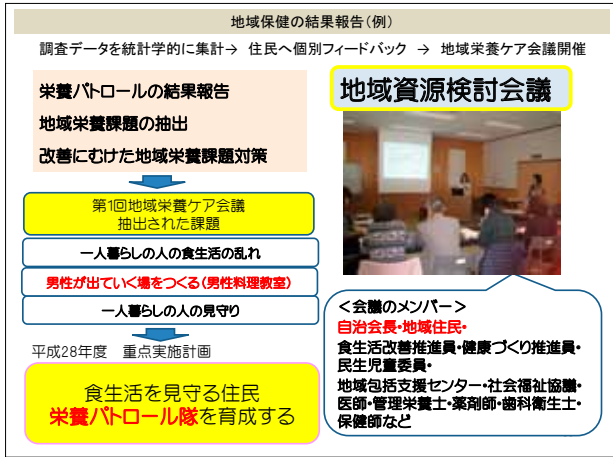 地域保健の結果報告（例）
調査データを統計学的に集計→ 住民へ個別フィードバック → 地域栄養ケア会議開催
栄養パトロールの結果報告
地域栄養課題の抽出
改善にむけた地域栄養課題対策
第1回地域栄養ケア会議
抽出された課題
一人暮らしの人の食生活の乱れ
男性が出ていく場をつくる（男性料理教室）
一人暮らしの人の見守り
平成28年度　重点実施計画
食生活を見守る住民
栄養パトロール隊を育成する
地域資源検討会議
＜会議のメンバー＞
自治会長・地域住民・
食生活改善推進員・健康づくり推進員・
民生児童委員・
地域包括支援センター・社会福祉協議・
医師・管理栄養士・薬剤師・歯科衛生士・
保健師など